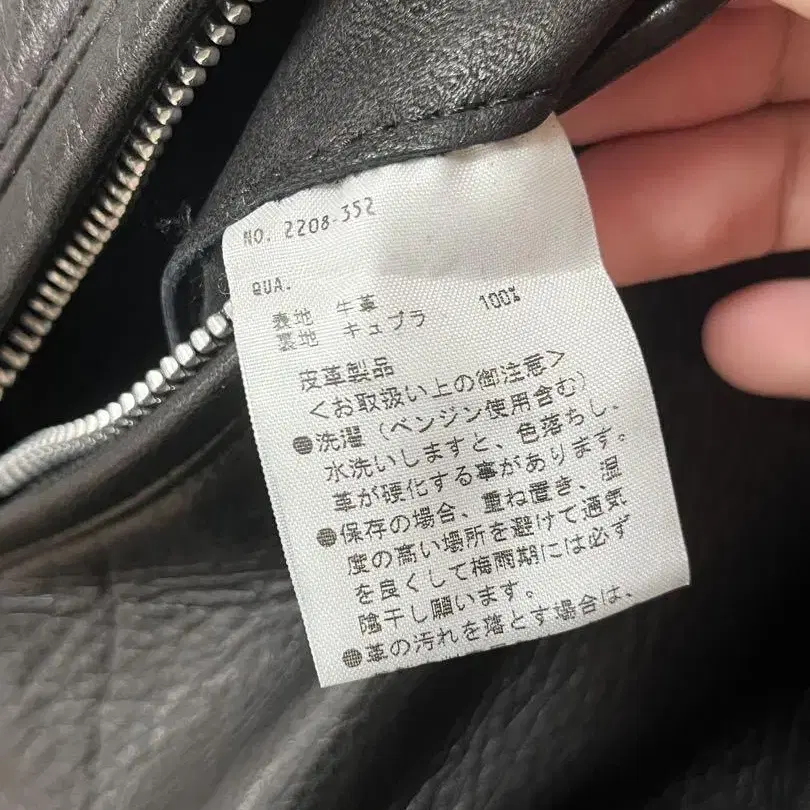 NO. 2208-352
QUA.
表地 牛革 100%
裏地 キュプラ
皮革製品
<お取扱い上の御注意>
●洗濯(ベンジン使用含む)
水洗いしますと、色落ちし、
革が硬化する事があります。
●保存の場合、重ね置き、湿
度の高い場所を避けて通気
を良くして梅雨期には必ず
陰干し願います。
●革の汚れを落とす場合は、